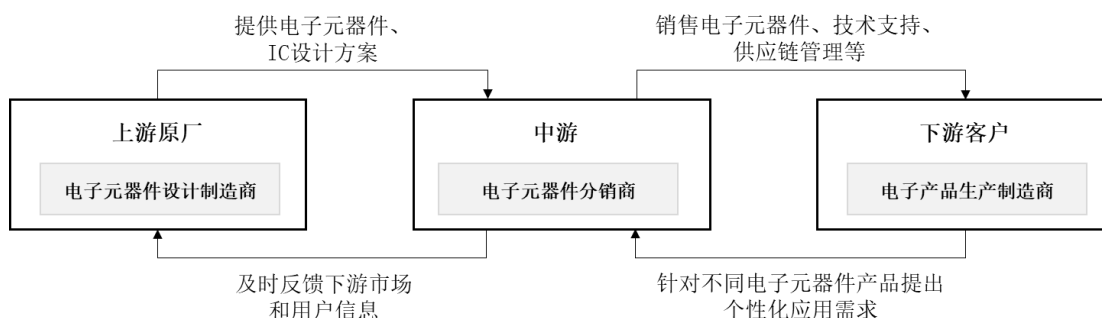 提供电子元器件、
IC设计方案
销售电子元器件、技术支持、
供应链管理等
上游原厂
中游
下游客户
电子元器件设计制造商
电子元器件分销商
电子产品生产制造商
及时反馈下游市场
和用户信息
针对不同电子元器件产品提出
个性化应用需求